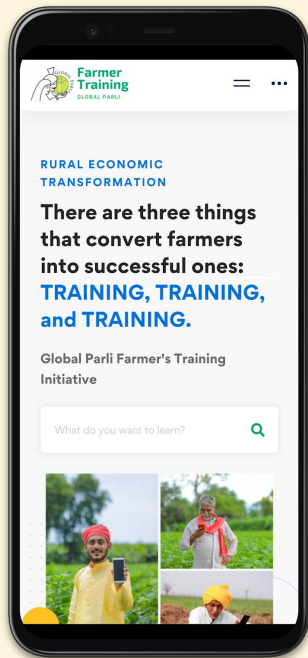 Farmer
Training
GLOBAL PARLI
RURAL ECONOMIC
TRANSFORMATION
There are three things
that convert farmers
into successful ones:
TRAINING, TRAINING,
and TRAINING.
Global Parli Farmer's Training
Initiative
What do you want to learn?